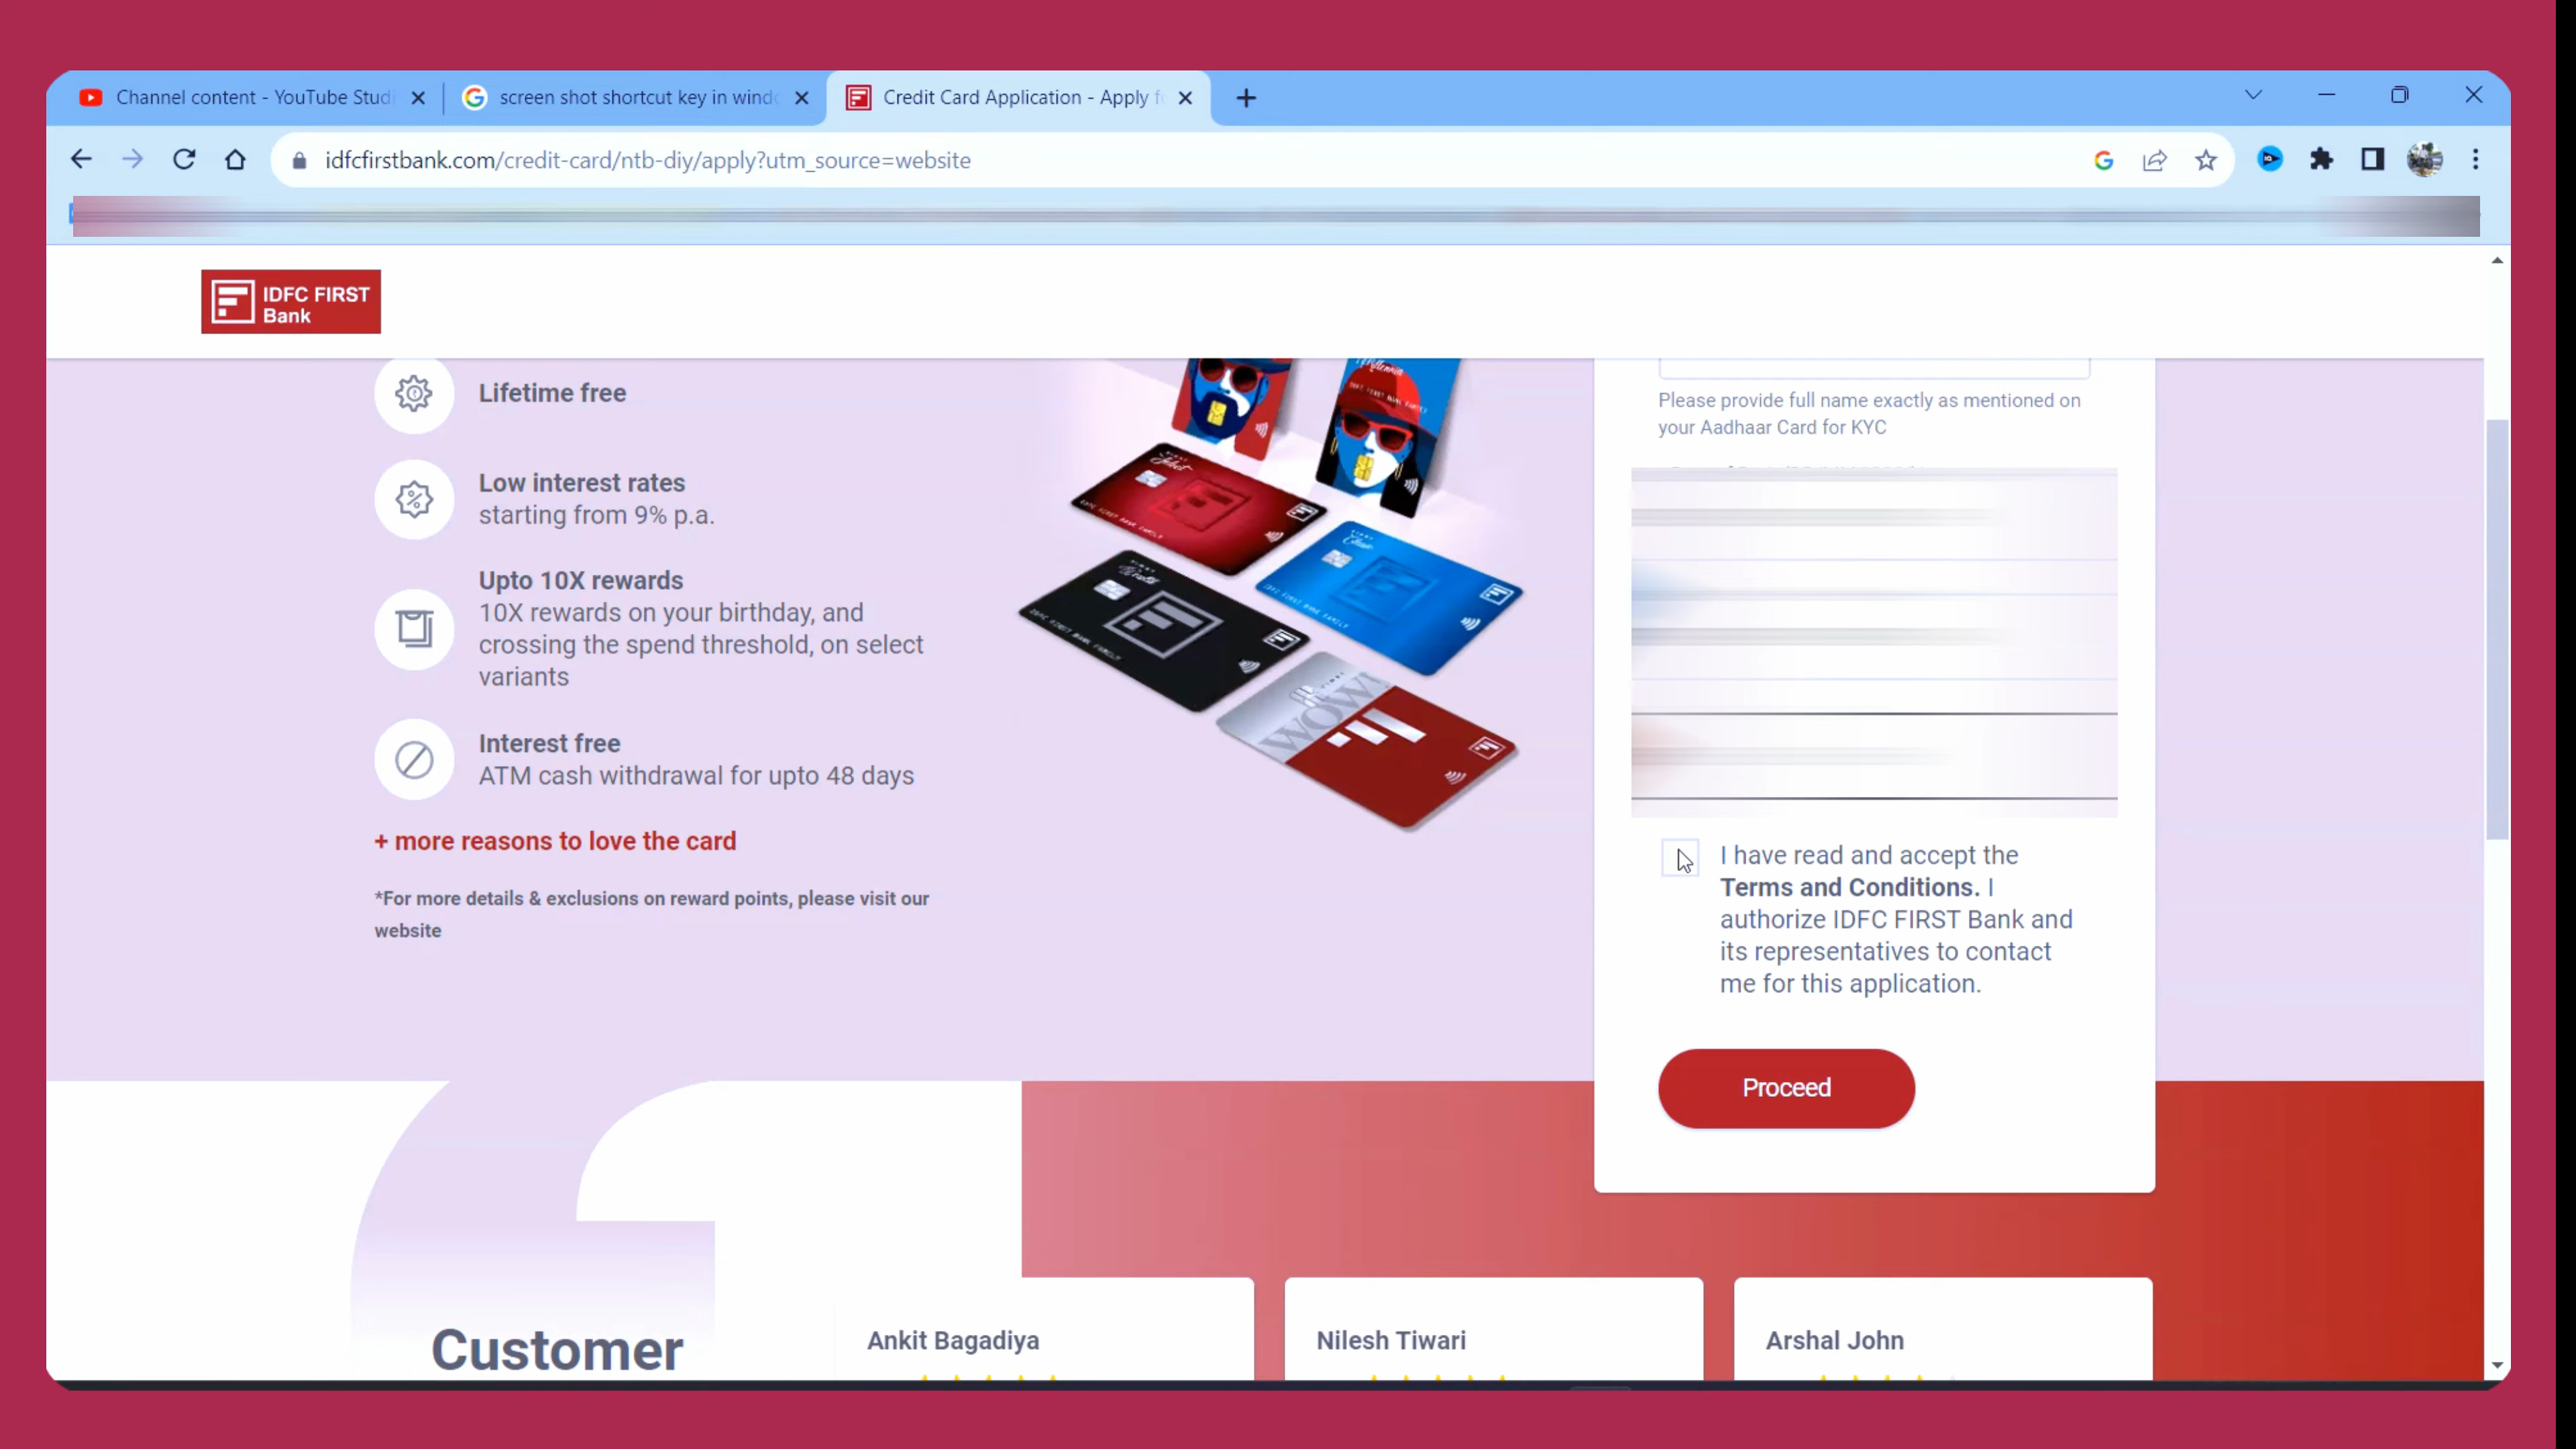 Channel content - YouTube Studi
screen shot shortcut key in windo
Credit Card Application - Apply f
idfcfirstbank.com/credit-card/ntb-diy/apply?utm_source=website
IDFC FIRST
Bank
Lifetime free
Low interest rates
starting from 9% p.a.
Upto 10X rewards
10X rewards on your birthday, and
crossing the spend threshold, on select
variants
Interest free
ATM cash withdrawal for upto 48 days
+ more reasons to love the card
*For more details & exclusions on reward points, please visit our
website
Millennia
Select
WOW!
Please provide full name exactly as mentioned on
your Aadhaar Card for KYC
I have read and accept the
Terms and Conditions. I
authorize IDFC FIRST Bank and
its representatives to contact
me for this application.
Proceed
Customer
Ankit Bagadiya
Nilesh Tiwari
Arshal John